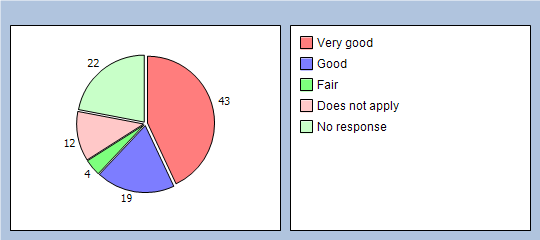 22
43
12
4
19
Very good
Good
Fair
Does not apply
No response